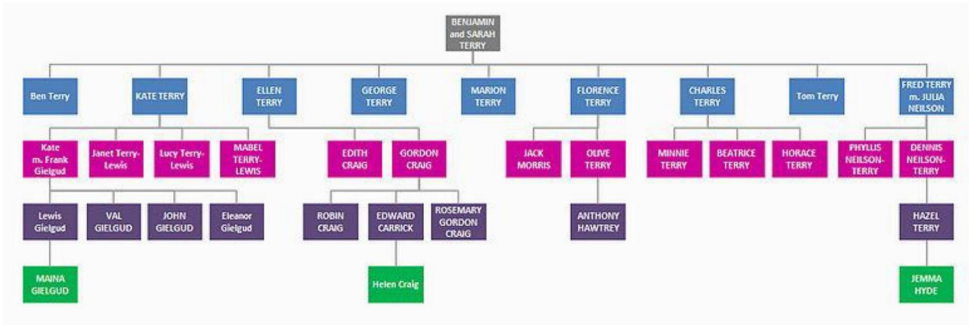 BENJAMIN
and SARAH
TERRY
Ben Terry
KATE TERRY
ELLEN
TERRY
GEORGE
TERRY
MARION
TERRY
FLORENCE
TERRY
CHARLES
TERRY
Tom Terry
FRED TERRY
m. JULIA
NEILSON
Kate
m. Frank
Gielgud
Janet Terry-
Lewis
Lucy Terry-
Lewis
MABEL
TERRY-
LEWIS
EDITH
CRAIG
GORDON
CRAIG
JACK
MORRIS
OLIVE
TERRY
MINNIE
TERRY
BEATRICE
TERRY
HORACE
TERRY
PHYLLIS
NEILSON-
TERRY
DENNIS
NEILSON-
TERRY
Lewis
Gielgud
VAL
GIELGUD
JOHN
GIELGUD
Eleanor
Gielgud
ROBIN
CRAIG
EDWARD
CARRICK
ROSEMARY
GORDON
CRAIG
ANTHONY
HAWTREY
HAZEL
TERRY
MAINA
GIELGUD
Helen Craig
JEMMA
HYDE